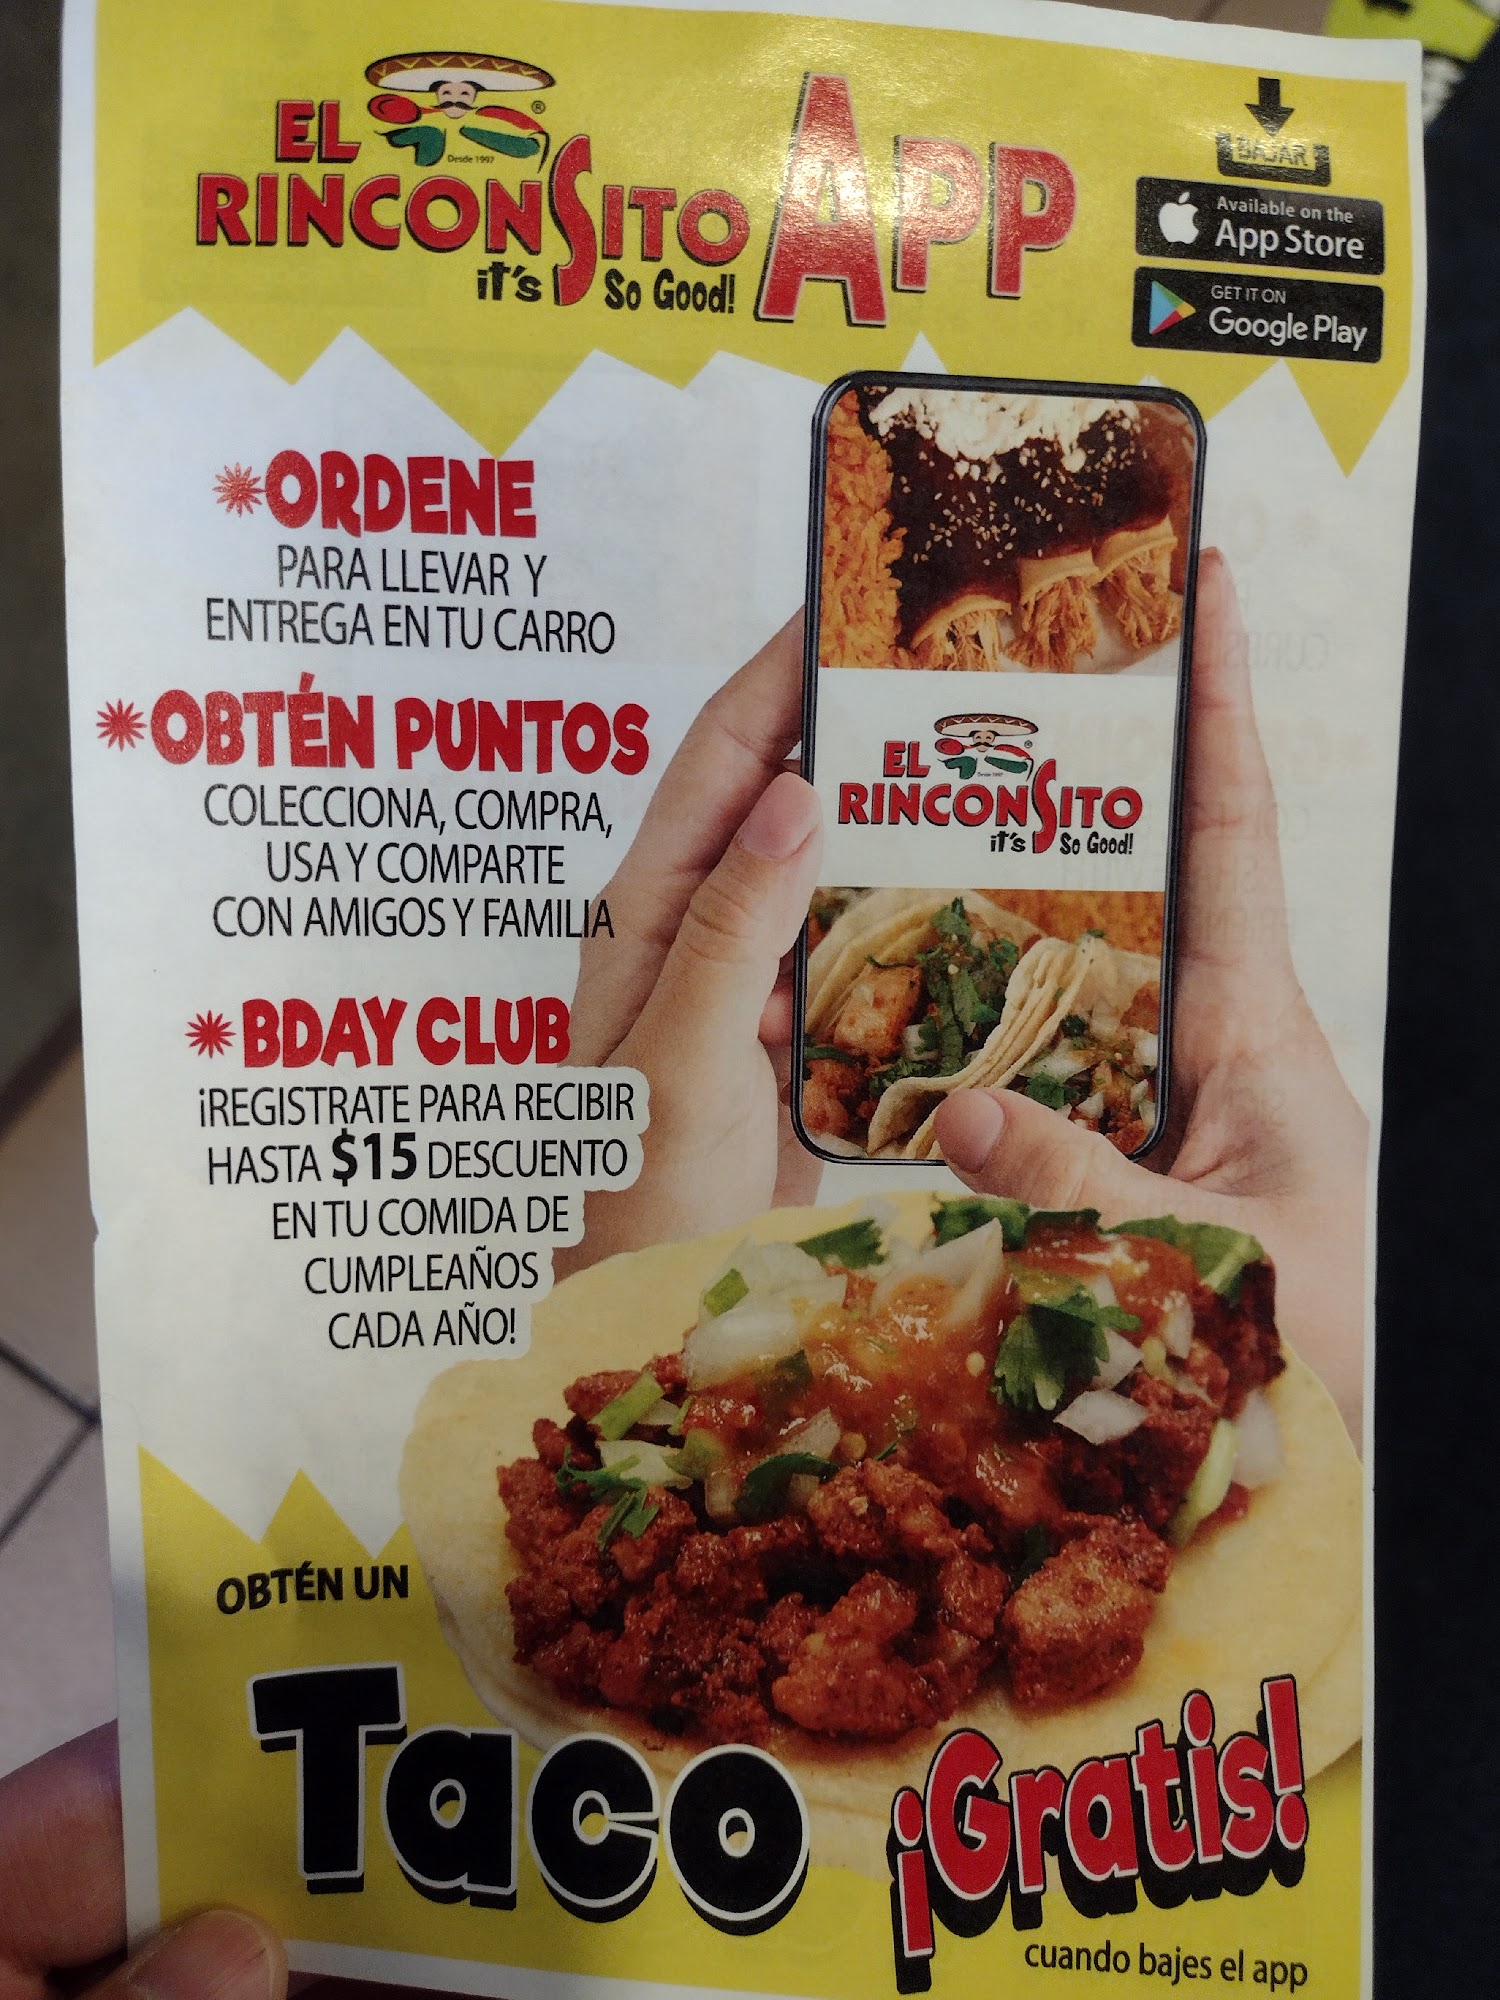 EL
Desde 1997
®
RINCONSITO
it's So Good!
APP
BAJAR
Available on the
App Store
GET IT ON
Google Play
*ORDENE
PARA LLEVAR Y
ENTREGA EN TU CARRO
*OBTÉN PUNTOS
COLECCIONA, COMPRA,
USA Y COMPARTE
CON AMIGOS Y FAMILIA
*BDAY CLUB
¡REGISTRATE PARA RECIBIR
HASTA $15 DESCUENTO
EN TU COMIDA DE
CUMPLEAÑOS
CADA AÑO!
EL
®
Desde 1997
RINCONSITO
it's So Good!
OBTÉN UN
Taco ¡Gratis!
cuando bajes el app